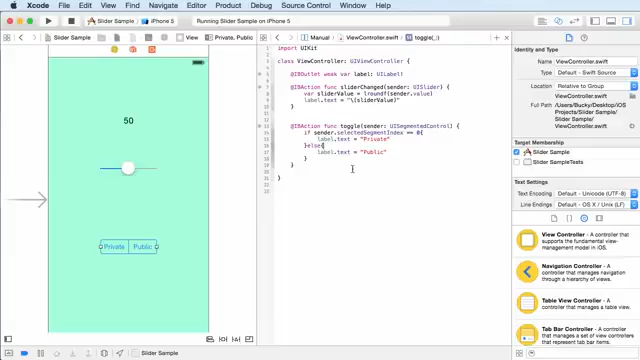 Xcode File Edit View Find Navigate Editor Product Debug Source Control Window Help
Slider Sample iPhone 5
Running Slider Sample on iPhone 5
Slider Sample View Private, Public
Manual ViewController.swift toggle(_:)
50
Private Public
import UIKit
class ViewController: UIViewController {
@IBOutlet weak var label: UILabel!
@IBAction func sliderChanged(sender: UISlider) {
var sliderValue = lroundf(sender.value)
label.text = "\(sliderValue)"
}
@IBAction func toggle(sender: UISegmentedControl) {
if sender.selectedSegmentIndex == 0{
label.text = "Private"
}else{
label.text = "Public"
}
}
}
Identity and Type
Name ViewController.swift
Type Default - Swift Source
Location Relative to Group
ViewController.swift
Full Path /Users/Bucky/Desktop/iOS
Projects/Slider Sample/
Slider Sample/
ViewController.swift
Target Membership
Slider Sample
Slider SampleTests
Text Settings
Text Encoding Default - Unicode (UTF-8)
Line Endings Default - OS X / Unix (LF)
View Controller - A controller that
supports the fundamental view-
management model in iOS.
Navigation Controller - A
controller that manages navigation
through a hierarchy of views.
Table View Controller - A
controller that manages a table view.
Tab Bar Controller - A controller
that manages a set of view
controllers that represent tab bar items.
Slider Sample